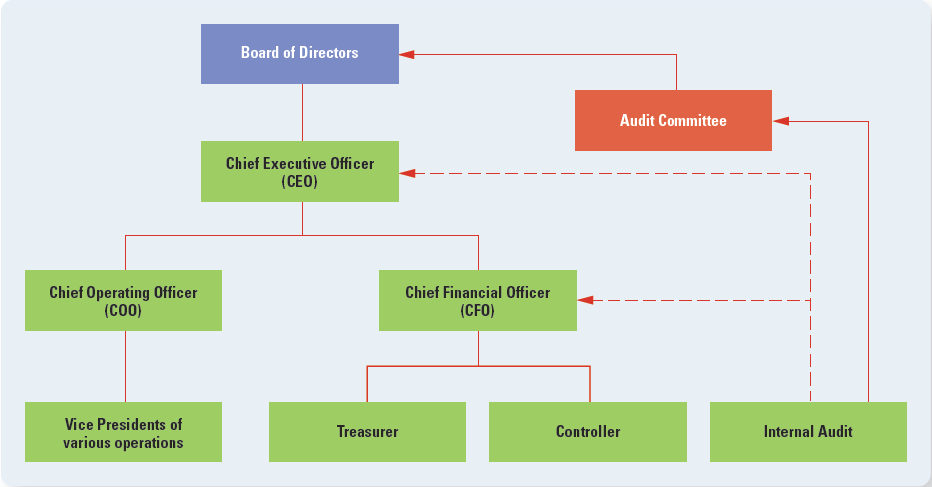 Board of Directors
Audit Committee
Chief Executive Officer
(CEO)
Chief Operating Officer
(COO)
Chief Financial Officer
(CFO)
Vice Presidents of
various operations
Treasurer
Controller
Internal Audit